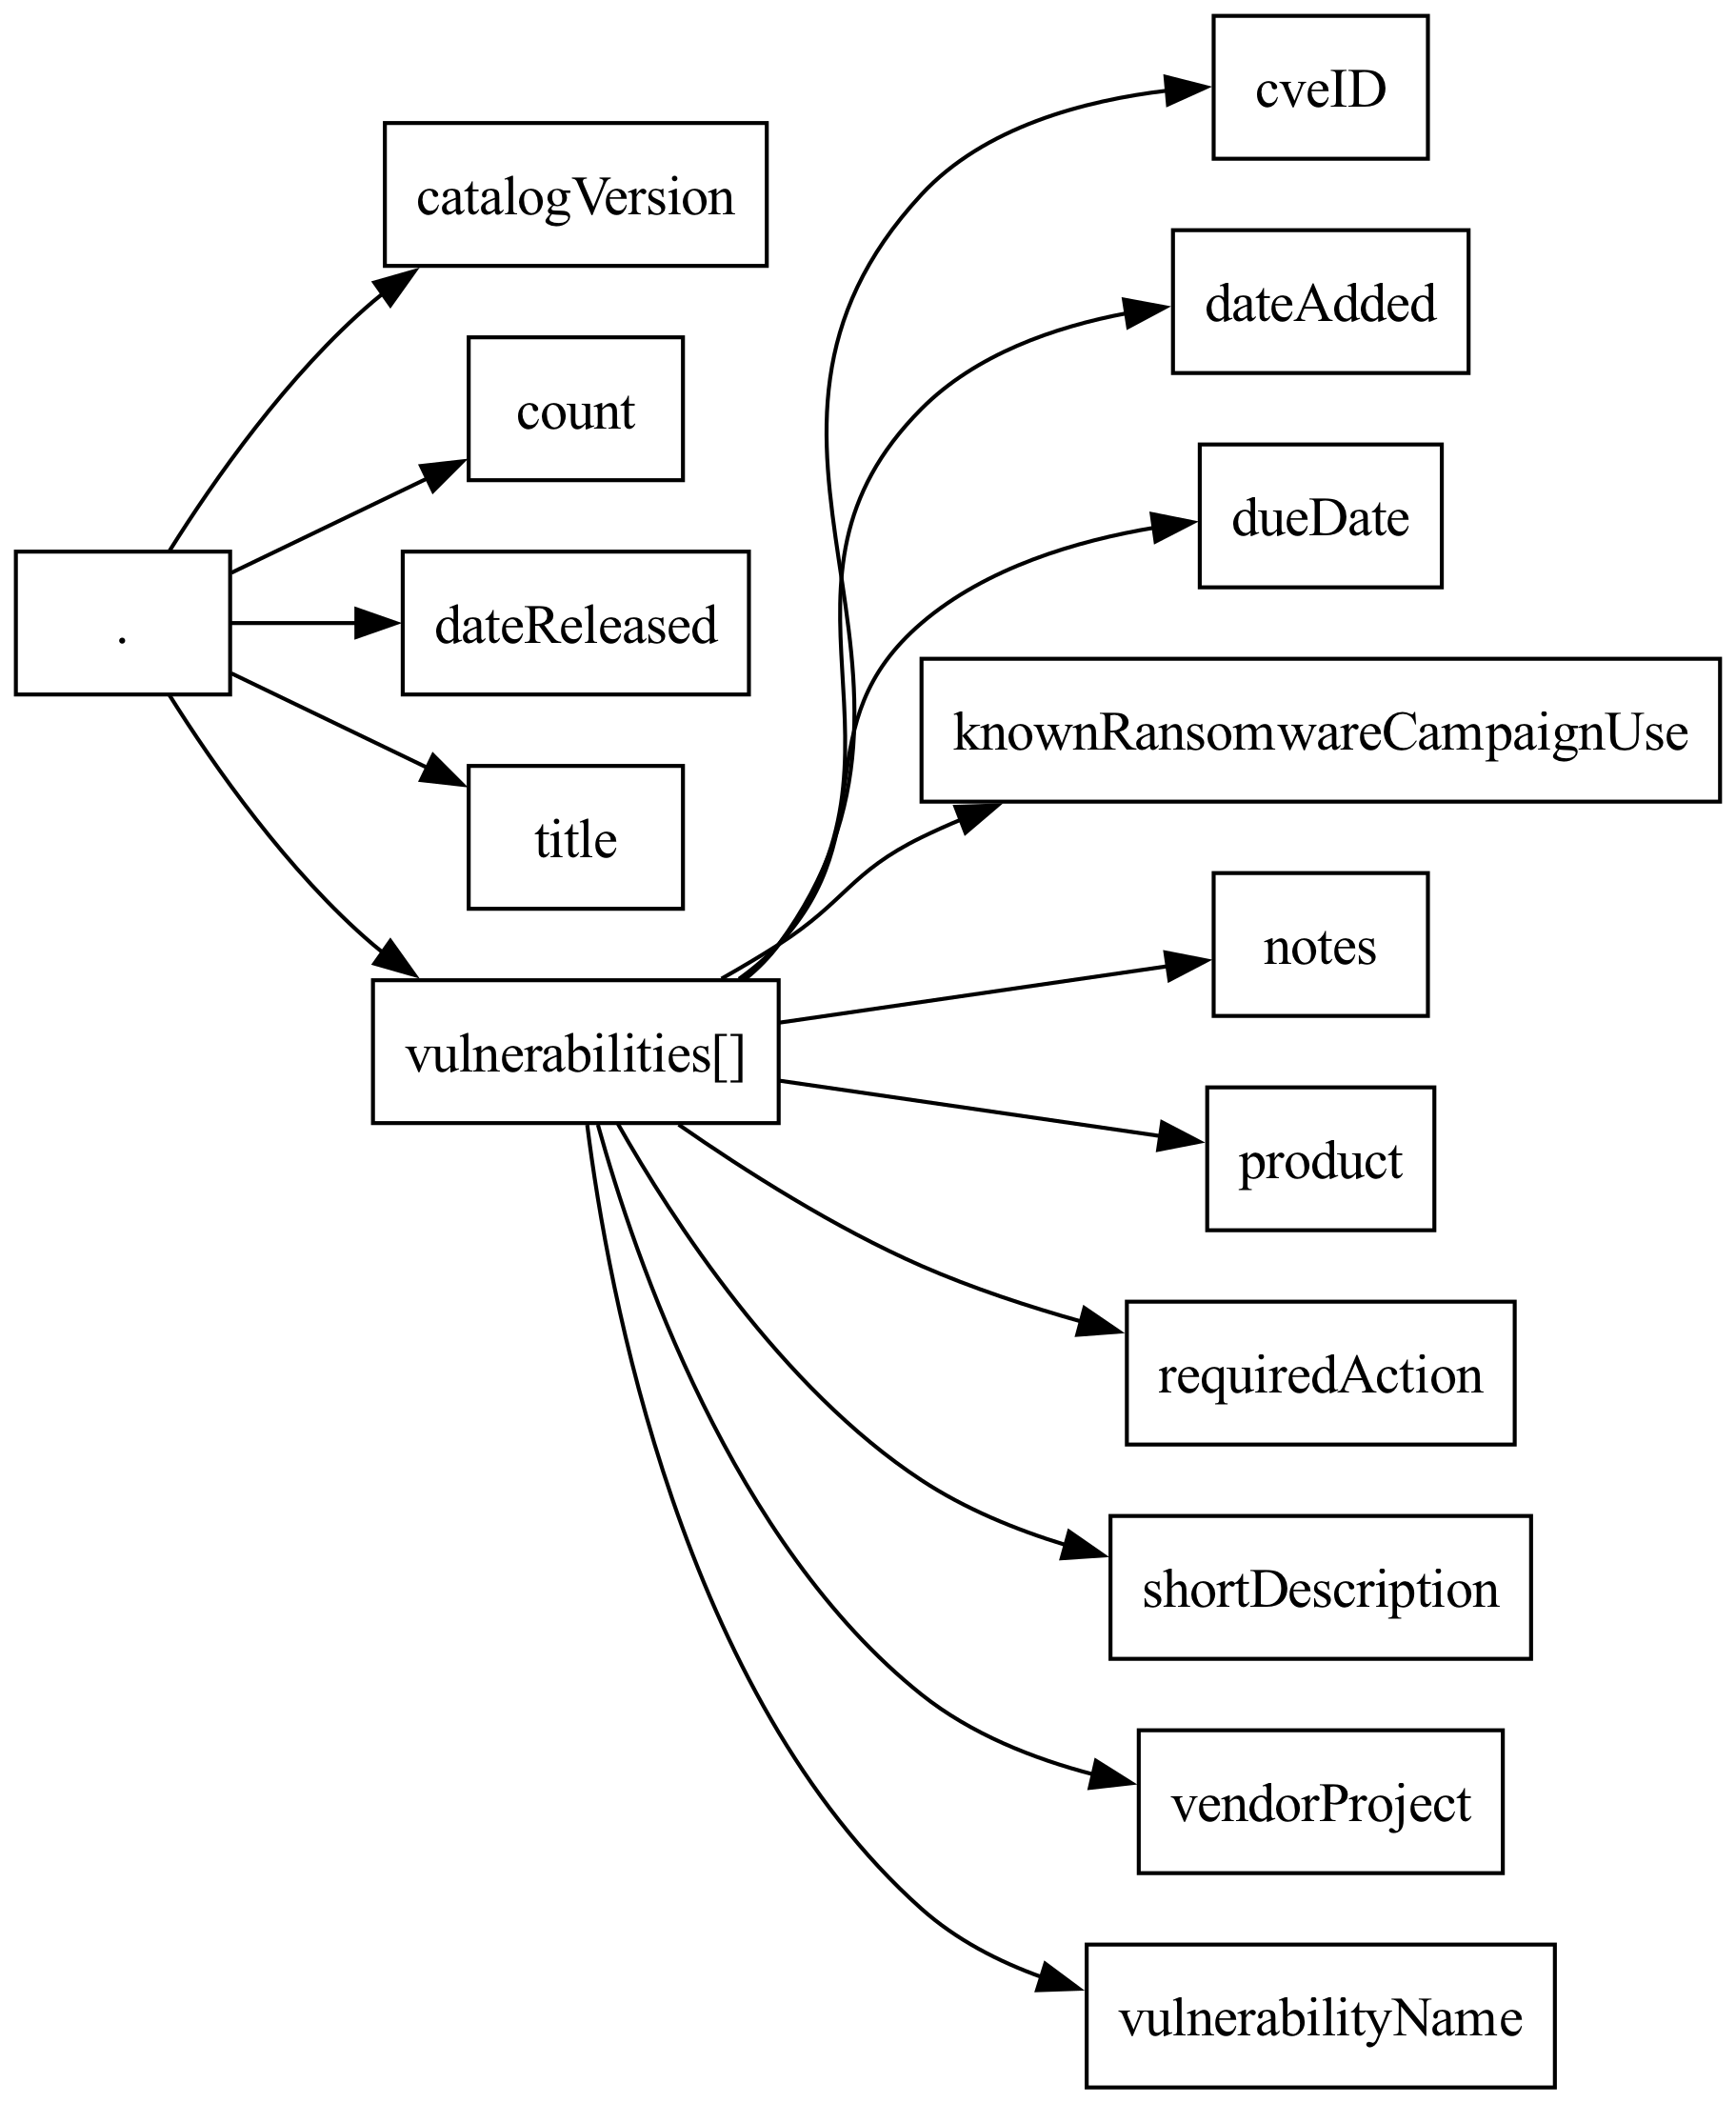 .
catalogVersion
count
dateReleased
title
vulnerabilities[]
cveID
dateAdded
dueDate
knownRansomwareCampaignUse
notes
product
requiredAction
shortDescription
vendorProject
vulnerabilityName